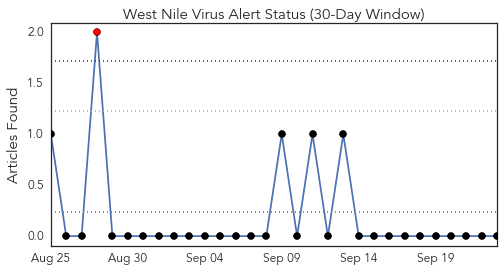 West Nile Virus Alert Status (30-Day Window)
Articles Found
2.0
1.5
1.0
0.5
0.0
Aug 25 Aug 30 Sep 04 Sep 09 Sep 14 Sep 19